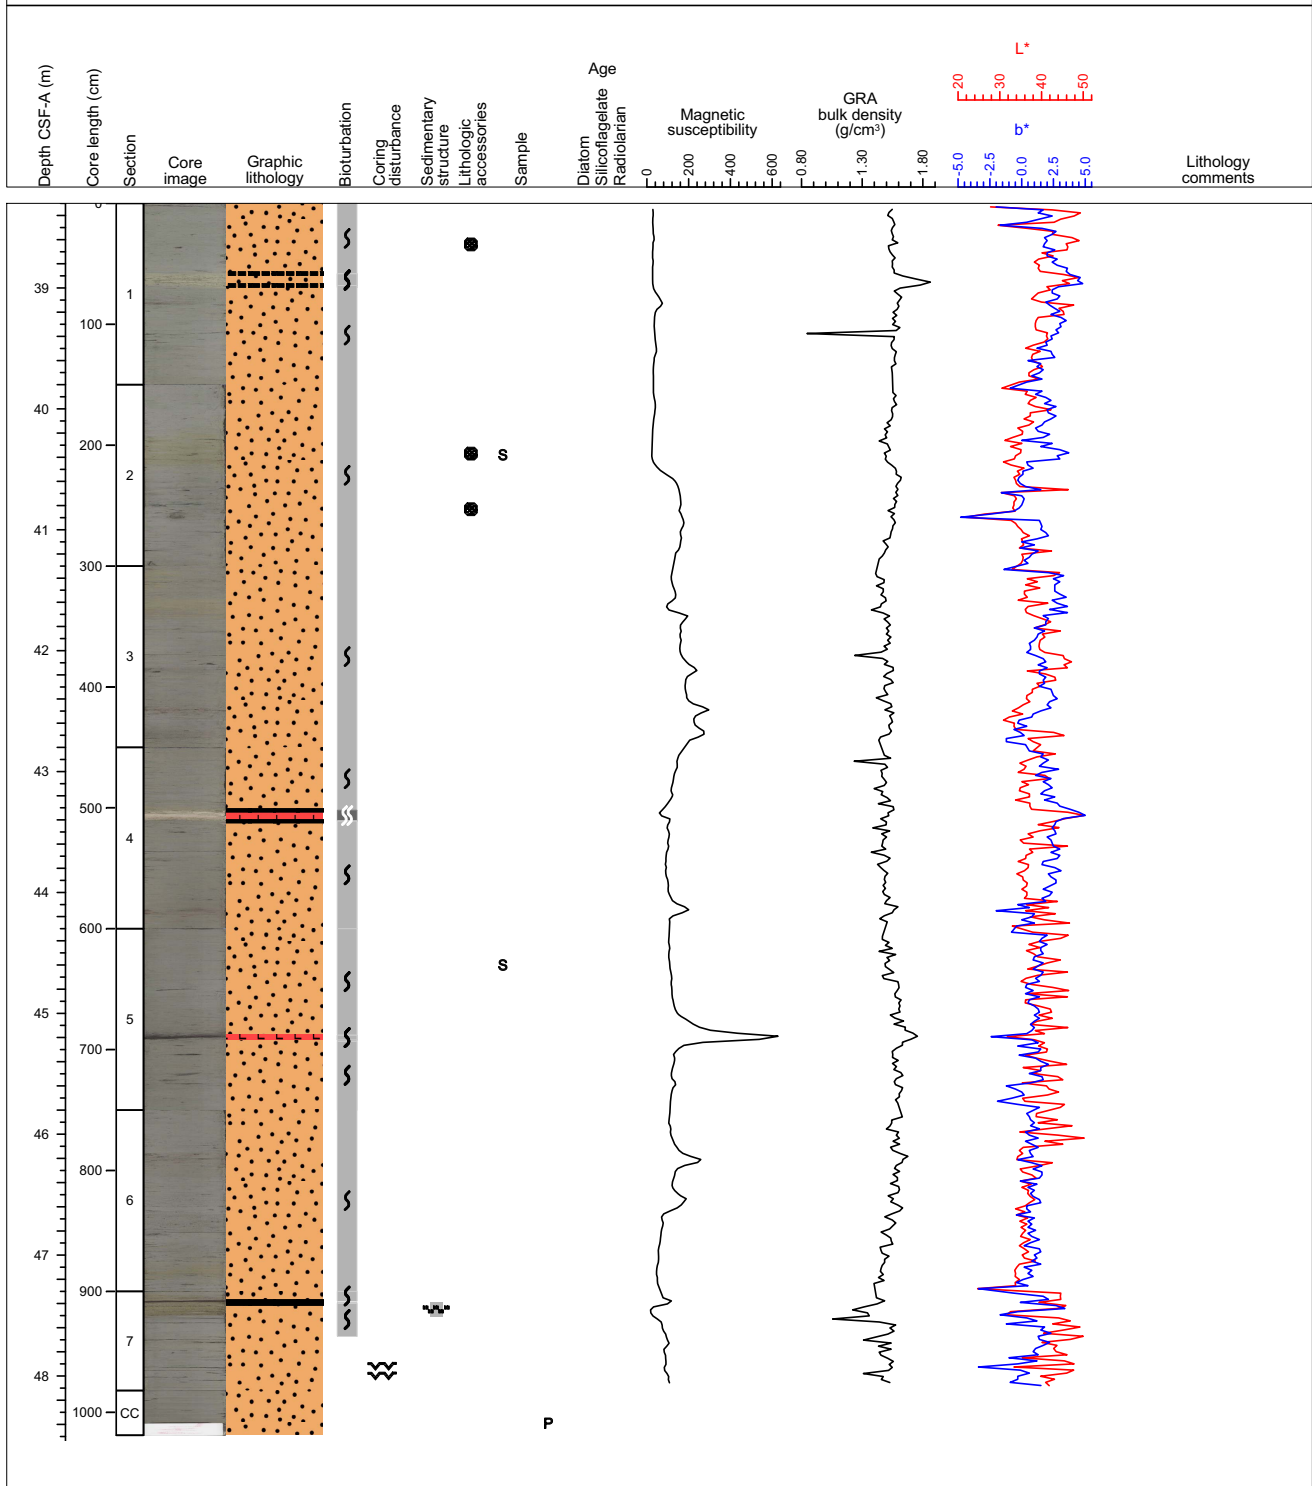 Depth CSF-A (m)
Core length (cm)
Section
Core
image
Graphic
lithology
Bioturbation
Coring
disturbance
Sedimentary
structure
Lithologic
accessories
Sample
Age
Diatom
Silicoflagelate
Radiolarian
Magnetic
susceptibility
0
200
400
600
GRA
bulk density
(g/cm³)
0.80
1.30
1.80
L*
20
30
40
50
b*
-5.0
-2.5
0.0
2.5
5.0
Lithology
comments
0
39
1
100
40
200
S
2
41
300
42
3
400
43
500
4
44
600
S
45
5
700
46
800
6
47
900
7
48
1000
CC
P